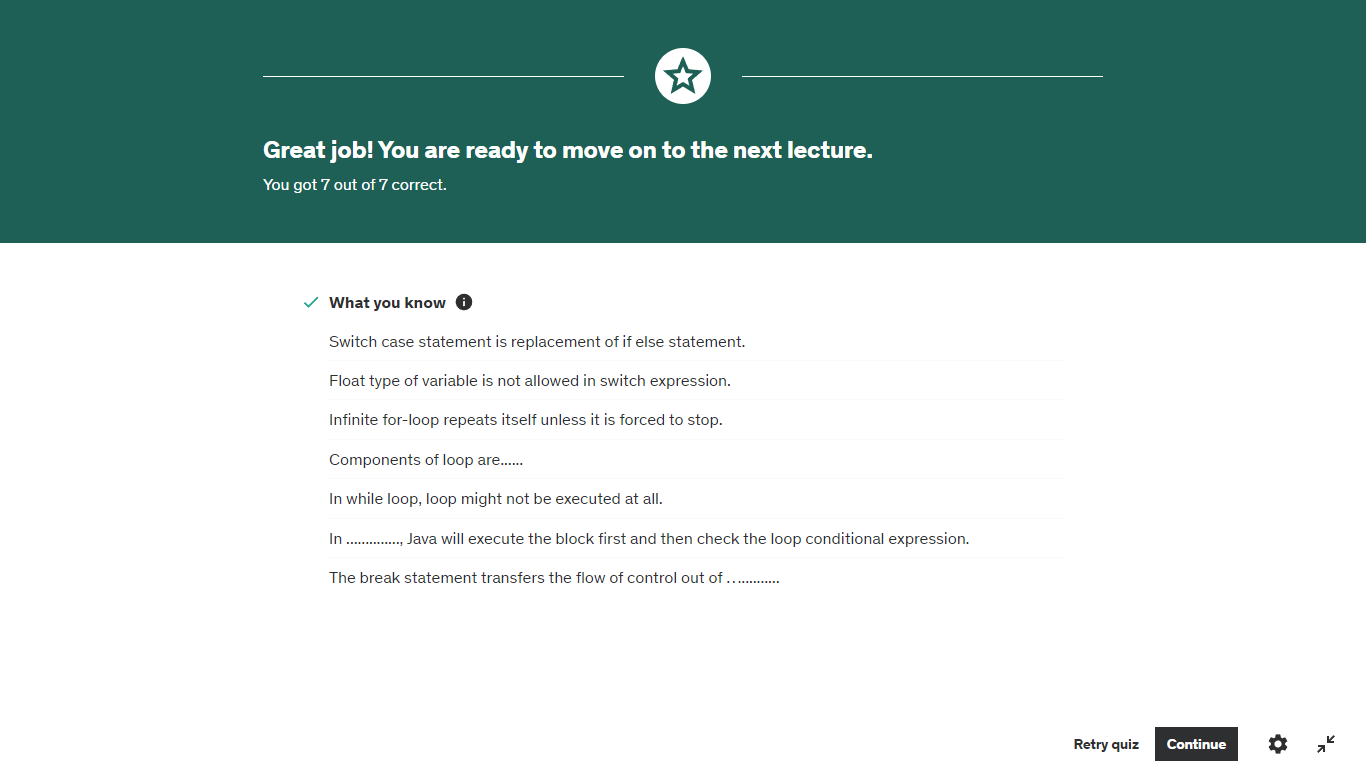 Great job! You are ready to move on to the next lecture.
You got 7 out of 7 correct.
What you know
Switch case statement is replacement of if else statement.
Float type of variable is not allowed in switch expression.
Infinite for-loop repeats itself unless it is forced to stop.
Components of loop are......
In while loop, loop might not be executed at all.
In .............., Java will execute the block first and then check the loop conditional expression.
The break statement transfers the flow of control out of …...........
Retry quiz
Continue